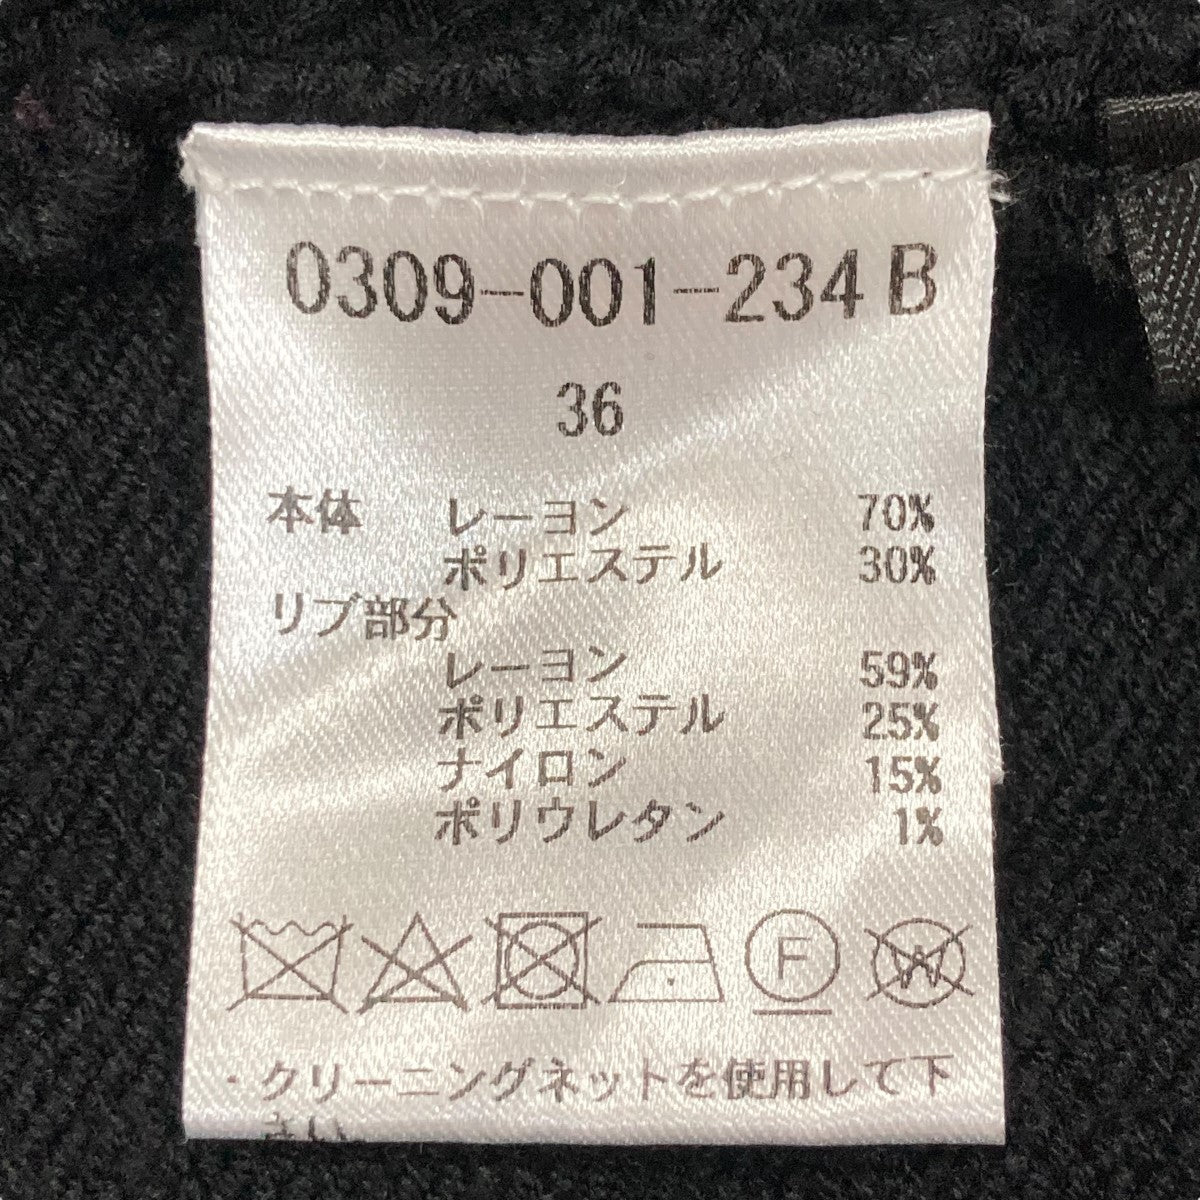 0309-001-234 B
36
本体 レーヨン 70%
ポリエステル 30%
リブ部分
レーヨン 59%
ポリエステル 25%
ナイロン 15%
ポリウレタン 1%
F W
・クリーニングネットを使用して下
さい